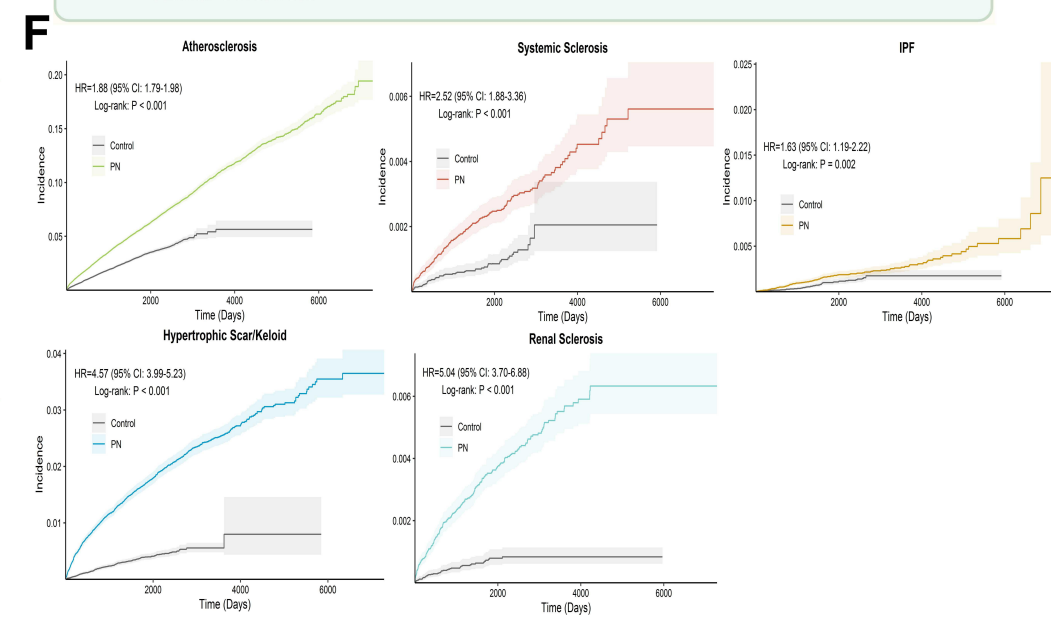 F
Atherosclerosis
HR=1.88 (95% CI: 1.79-1.98)
Log-rank: P < 0.001
Control
PN
0.20
0.15
0.10
0.05
Incidence
2000
4000
6000
Time (Days)
Systemic Sclerosis
HR=2.52 (95% CI: 1.88-3.36)
Log-rank: P < 0.001
Control
PN
0.006
0.004
0.002
Incidence
2000
4000
6000
Time (Days)
IPF
HR=1.63 (95% CI: 1.19-2.22)
Log-rank: P = 0.002
Control
PN
0.025
0.020
0.015
0.010
0.005
Incidence
2000
4000
6000
Time (Days)
Hypertrophic Scar/Keloid
HR=4.57 (95% CI: 3.99-5.23)
Log-rank: P < 0.001
Control
PN
0.04
0.03
0.02
0.01
Incidence
2000
4000
6000
Time (Days)
Renal Sclerosis
HR=5.04 (95% CI: 3.70-6.88)
Log-rank: P < 0.001
Control
PN
0.006
0.004
0.002
Incidence
2000
4000
6000
Time (Days)